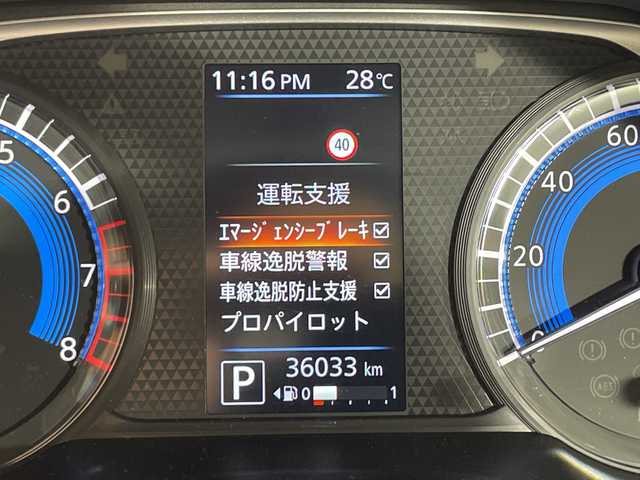 11:16 PM 28℃
40
運転支援
ｴﾏｰｼﾞｪﾝｼｰﾌﾞﾚｰｷ
車線逸脱警報
車線逸脱防止支援
プロパイロット
P 36033 km
0 1
5
6
7
8
60
40
20
0
ABS